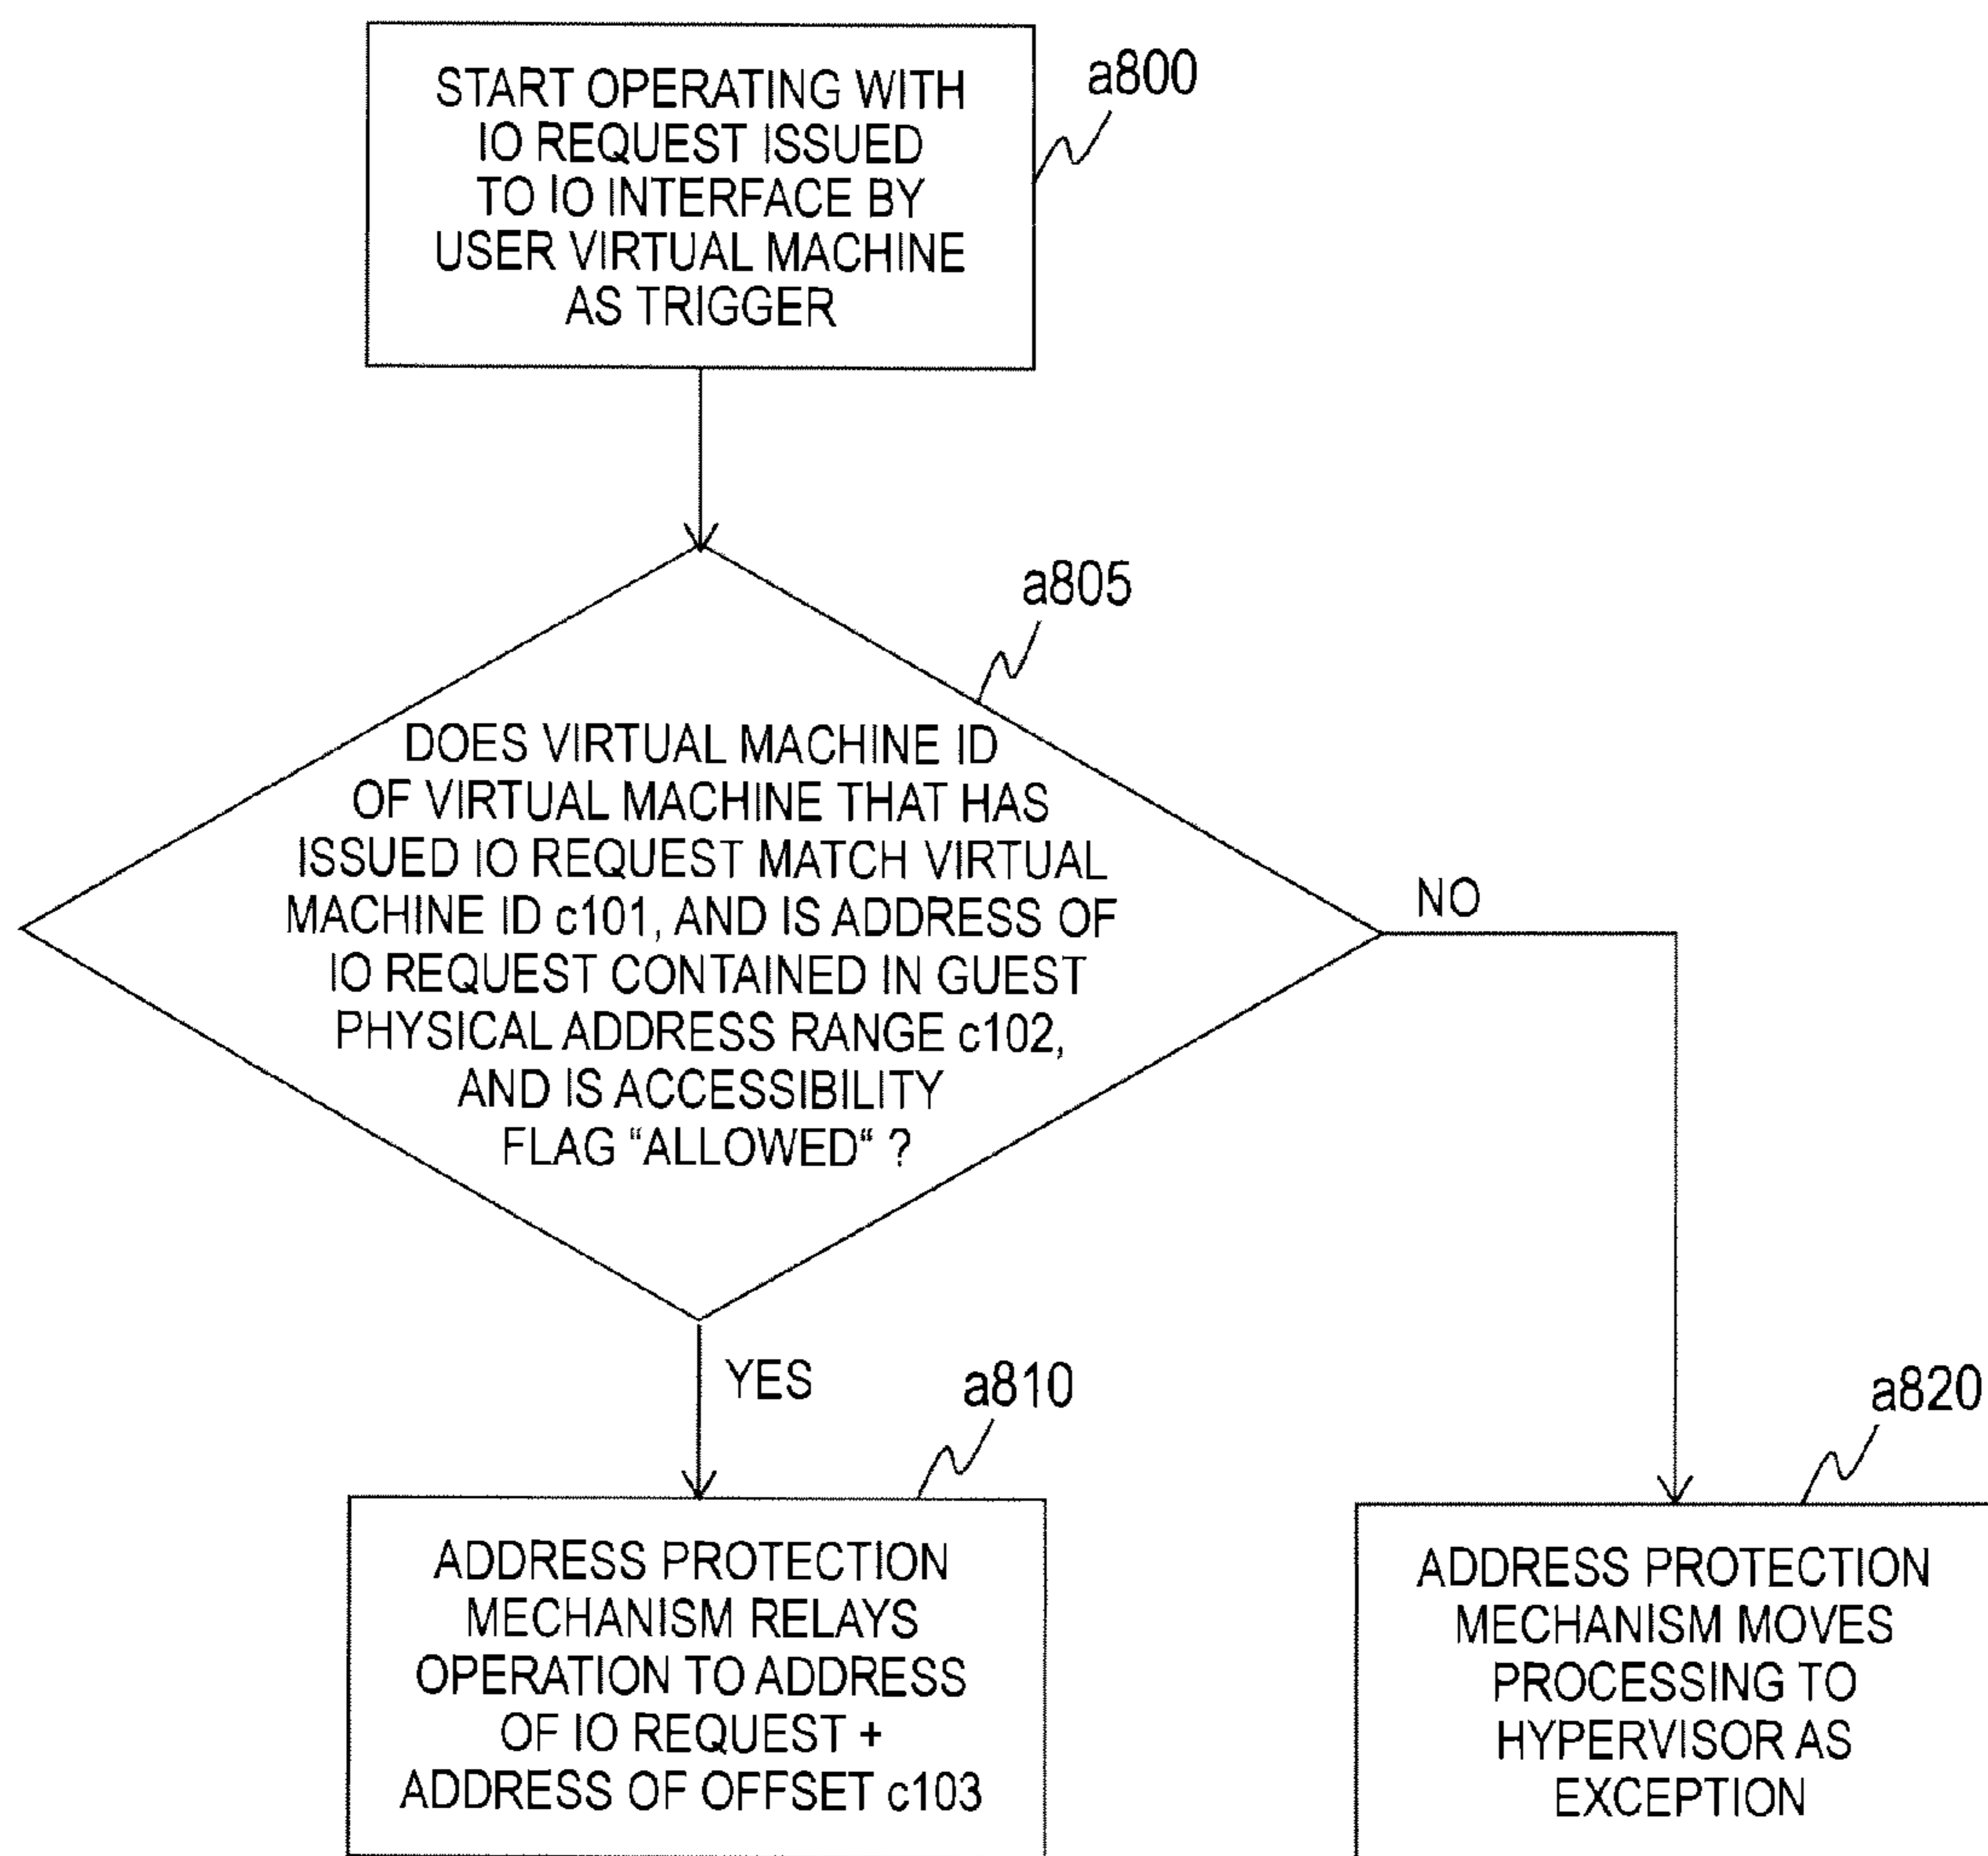 START OPERATING WITH
IO REQUEST ISSUED
TO IO INTERFACE BY
USER VIRTUAL MACHINE
AS TRIGGER
a800
a805
DOES VIRTUAL MACHINE ID
OF VIRTUAL MACHINE THAT HAS
ISSUED IO REQUEST MATCH VIRTUAL
MACHINE ID c101, AND IS ADDRESS OF
IO REQUEST CONTAINED IN GUEST
PHYSICAL ADDRESS RANGE c102,
AND IS ACCESSIBILITY
FLAG “ALLOWED“ ?
NO
YES
a810
ADDRESS PROTECTION
MECHANISM RELAYS
OPERATION TO ADDRESS
OF IO REQUEST +
ADDRESS OF OFFSET c103
a820
ADDRESS PROTECTION
MECHANISM MOVES
PROCESSING TO
HYPERVISOR AS
EXCEPTION